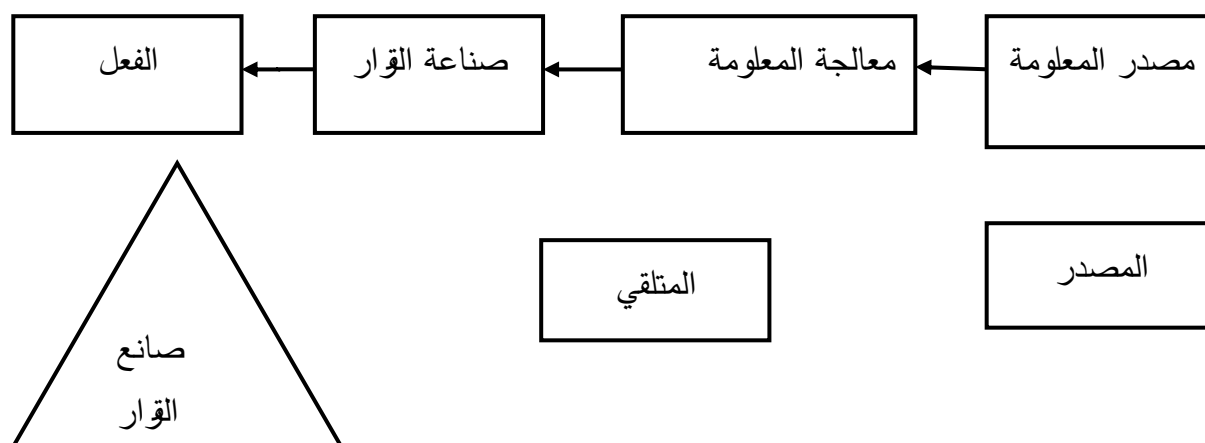 مصدر المعلومة
معالجة المعلومة
صناعة القرار
الفعل
المصدر
المتلقي
صانع
القرار